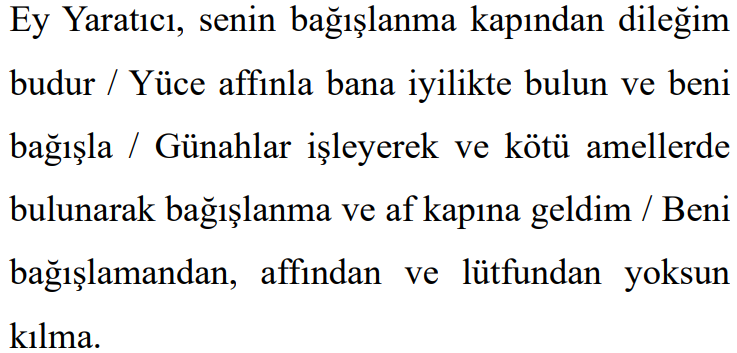 Ey Yaratıcı, senin bağışlanma kapından dileğim
budur / Yüce affınla bana iyilikte bulun ve beni
bağışla / Günahlar işleyerek ve kötü amellerde
bulunarak bağışlanma ve af kapına geldim / Beni
bağışlamandan, affından ve lütfundan yoksun
kılma.